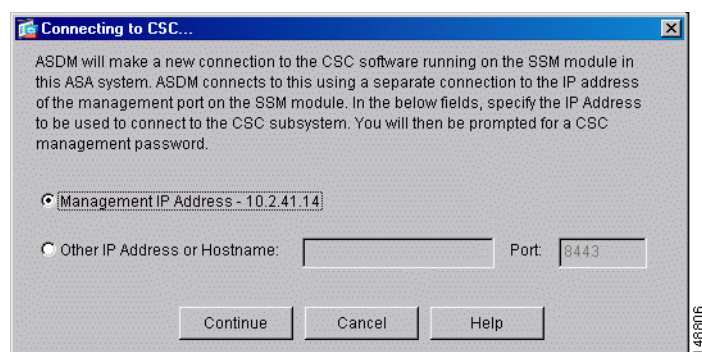 Connecting to CSC...
ASDM will make a new connection to the CSC software running on the SSM module in
this ASA system. ASDM connects to this using a separate connection to the IP address
of the management port on the SSM module. In the below fields, specify the IP Address
to be used to connect to the CSC subsystem. You will then be prompted for a CSC
management password.
Management IP Address - 10.2.41.14
Other IP Address or Hostname: Port: 8443
Continue Cancel Help
148806